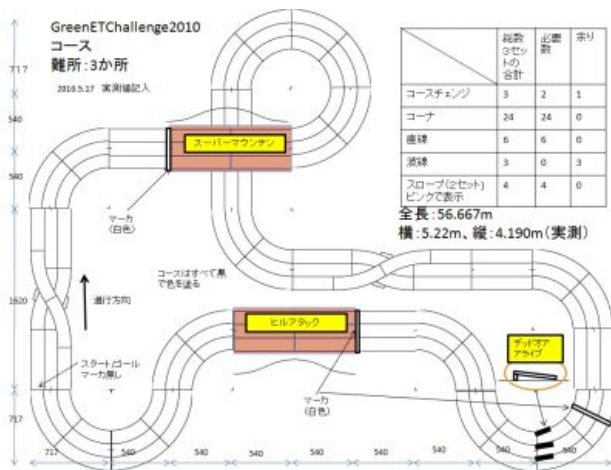 GreenETChallenge2010
コース
難所:3か所
2010.5.17 実測値記入
総数
3セッ
トの
合計
必要
数
余り
コースチェンジ 3 2 1
コーナ 24 24 0
直線 6 6 0
波線 3 0 3
スロープ(2セット)
ピンクで表示 4 4 0
全長:56.667m
横:5.22m、縦:4.190m(実測)
717
540
540
1620
717
スーパーマウンテン
マーカ
(白色)
コースはすべて黒
で色を塗る
進行方向
ヒルアタック
デッドオア
アライブ
スタート/ゴール
マーカ無し
マーカ
(白色)
717 540 540 540 540 540 540 540 717